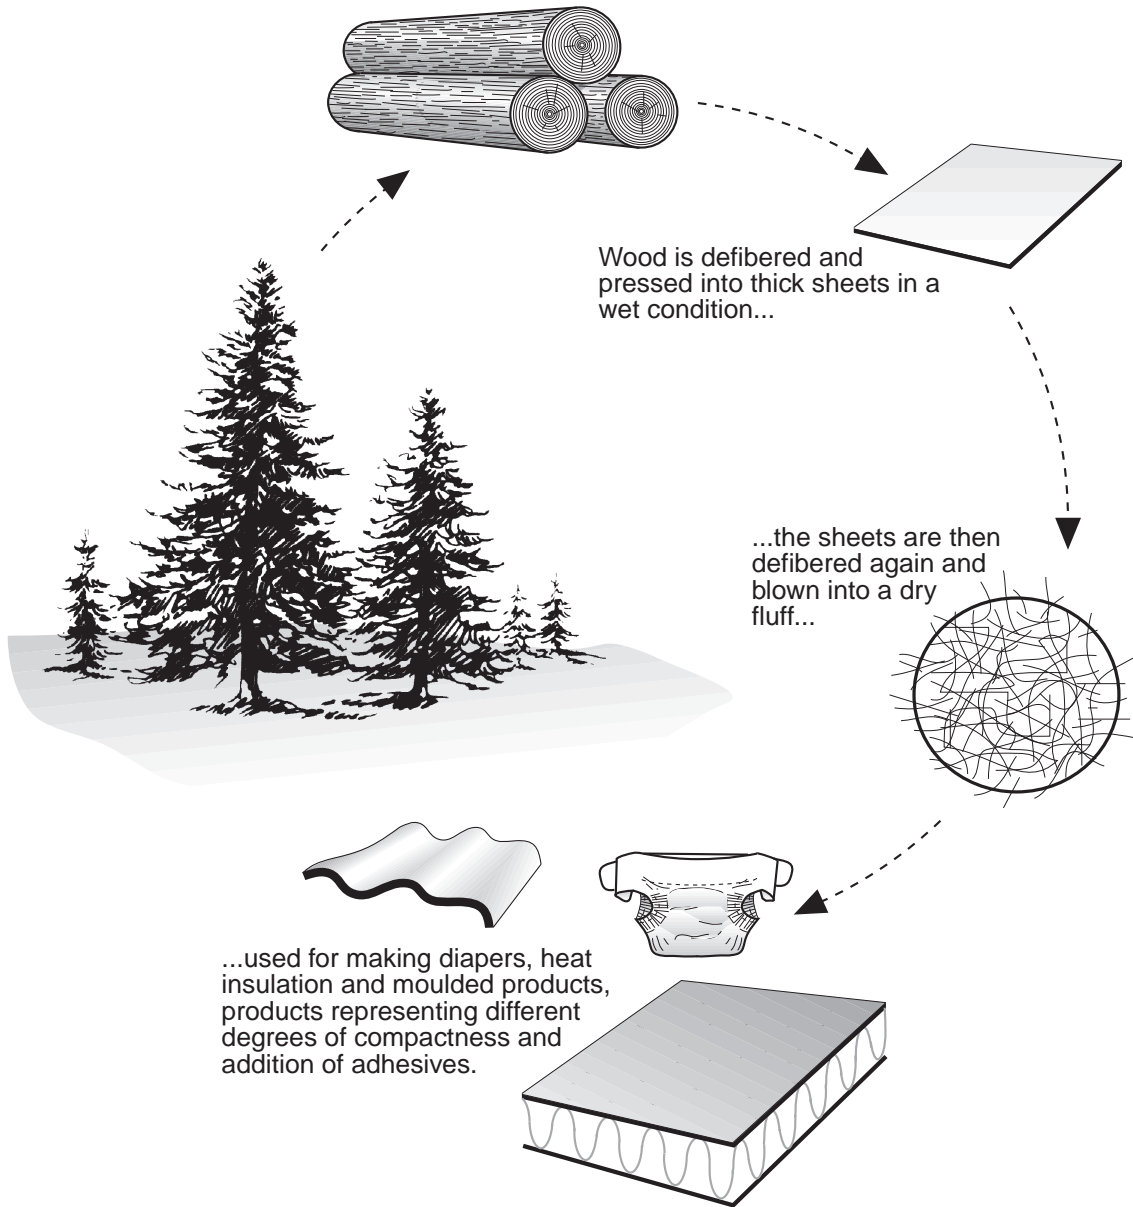 Wood is defibered and
pressed into thick sheets in a
wet condition...
...the sheets are then
defibered again and
blown into a dry
fluff...
...used for making diapers, heat
insulation and moulded products,
products representing different
degrees of compactness and
addition of adhesives.